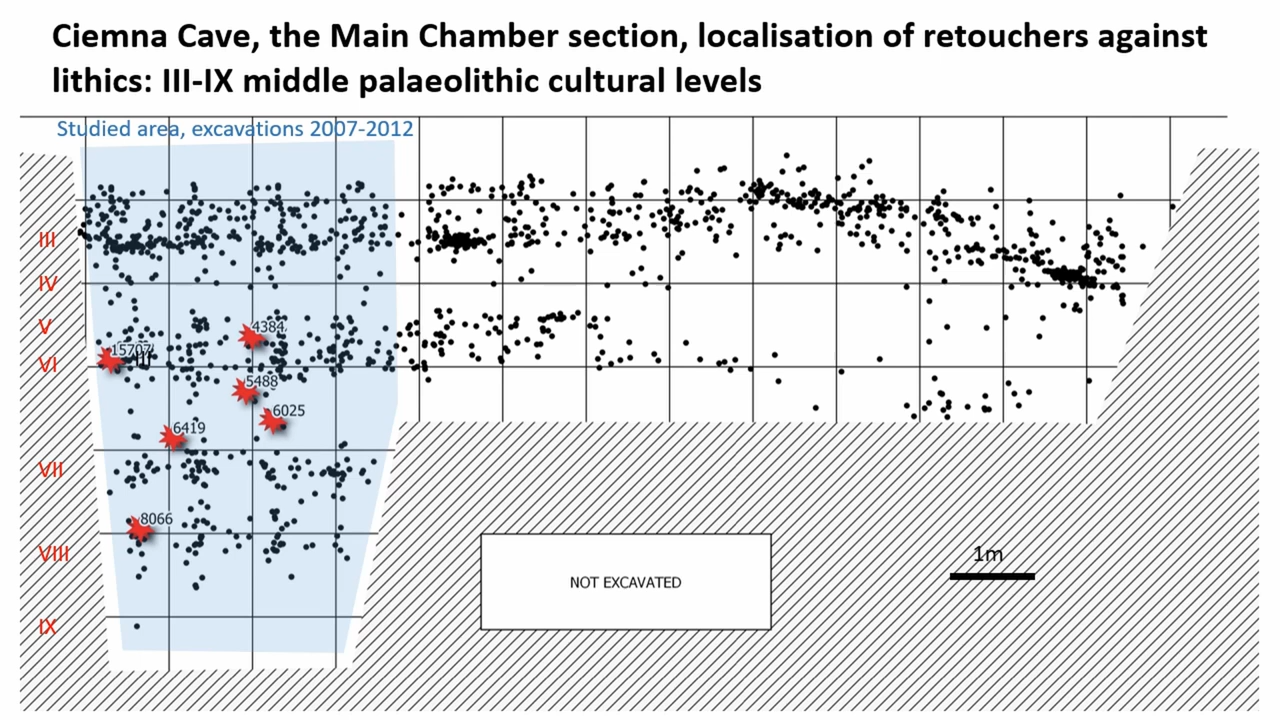 Ciemna Cave, the Main Chamber section, localisation of retouchers against
lithics: III-IX middle palaeolithic cultural levels
Studied area, excavations 2007-2012
III
IV
V
4384
15707
III
VI
5488
6025
6419
VII
8066
VIII
1m
NOT EXCAVATED
IX